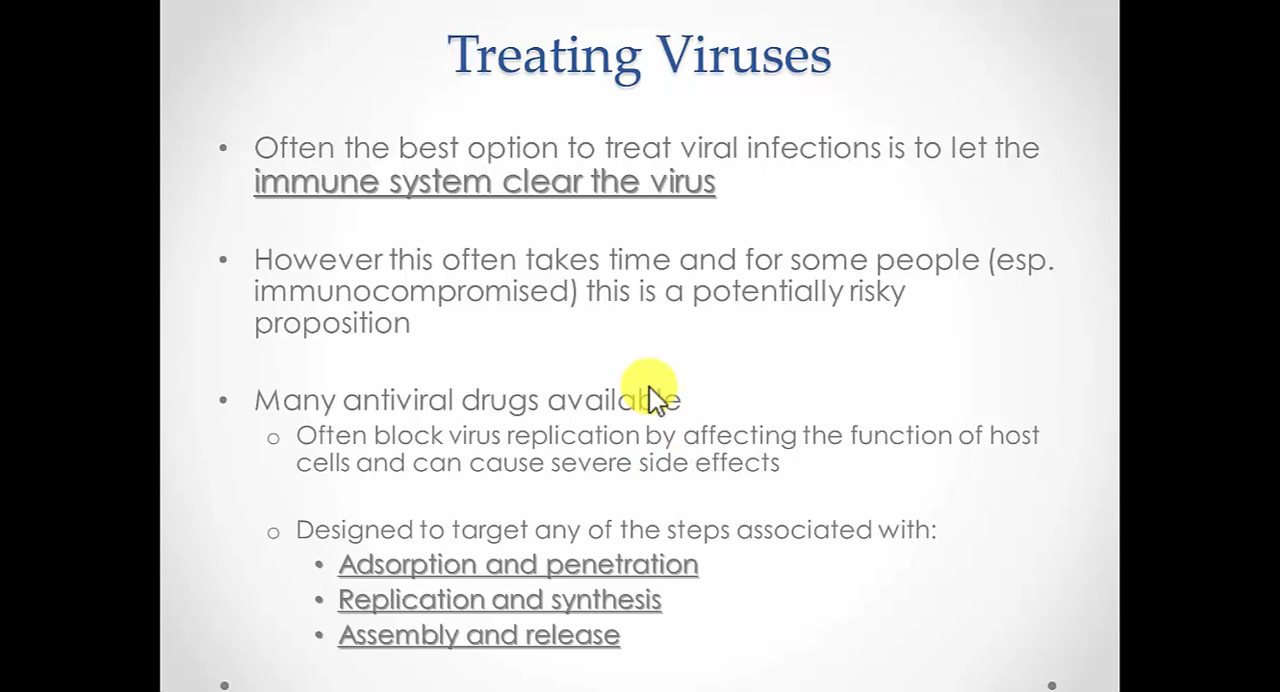 Treating Viruses
• Often the best option to treat viral infections is to let the
immune system clear the virus
• However this often takes time and for some people (esp.
immunocompromised) this is a potentially risky
proposition
• Many antiviral drugs available
o Often block virus replication by affecting the function of host
cells and can cause severe side effects
o Designed to target any of the steps associated with:
• Adsorption and penetration
• Replication and synthesis
• Assembly and release